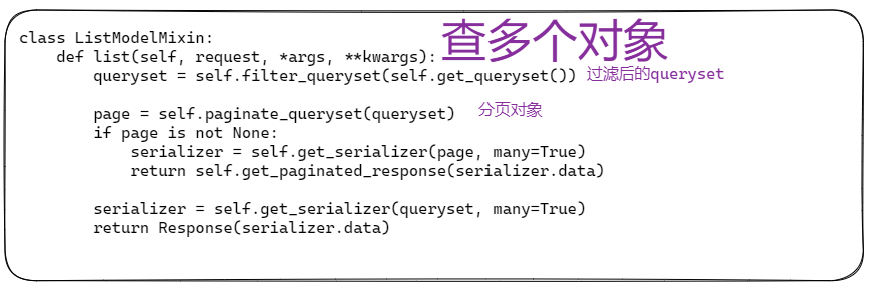 class ListModelMixin:
查多个对象
def list(self, request, *args, **kwargs):
queryset = self.filter_queryset(self.get_queryset()) 过滤后的queryset
page = self.paginate_queryset(queryset) 分页对象
if page is not None:
serializer = self.get_serializer(page, many=True)
return self.get_paginated_response(serializer.data)
serializer = self.get_serializer(queryset, many=True)
return Response(serializer.data)